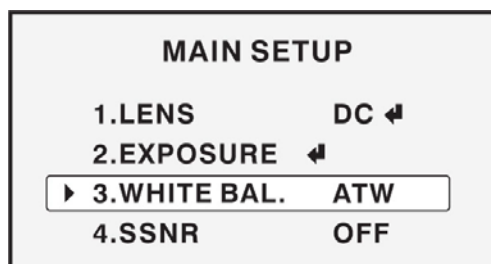 MAIN SETUP
1.LENS DC ↲
2.EXPOSURE ↲
▶ 3.WHITE BAL. ATW
4.SSNR OFF